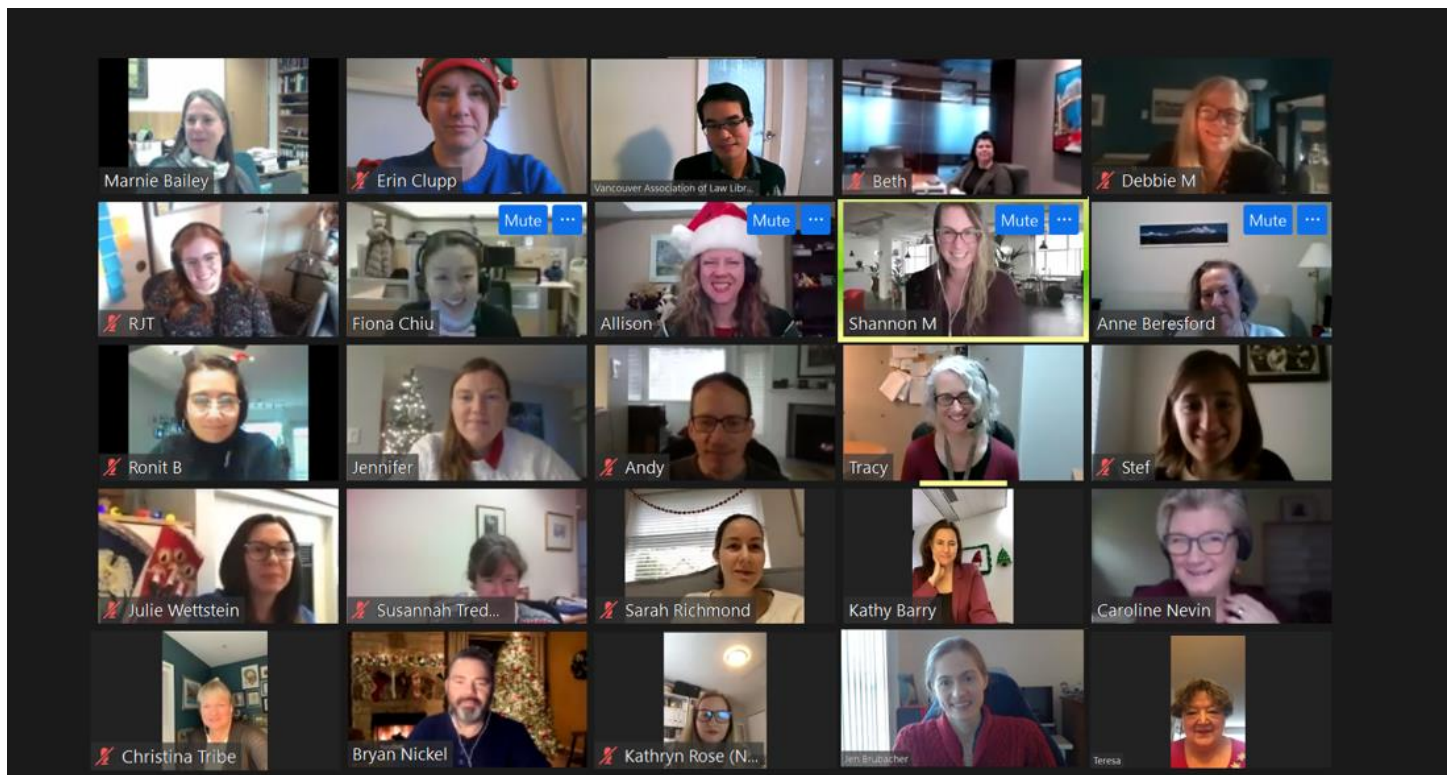 Marnie Bailey
Erin Clupp
Vancouver Association of Law Libr...
Beth
Debbie M
RJT
Mute ...
Fiona Chiu
Mute ...
Allison
Mute ...
Shannon M
Mute ...
Anne Beresford
Ronit B
Jennifer
Andy
Tracy
Stef
Julie Wettstein
Susannah Tred...
Sarah Richmond
Kathy Barry
Caroline Nevin
Christina Tribe
Bryan Nickel
Kathryn Rose (N...
Jen Brubacher
Teresa